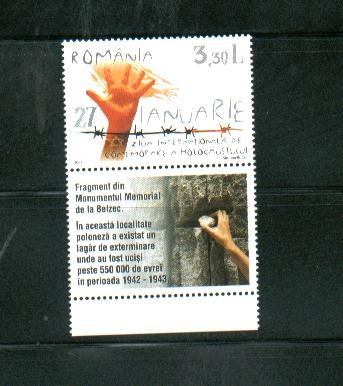 ROMÂNIA 3,30 L
27 IANUARIE
ZIUA INTERNAȚIONALĂ DE
COMEMORARE A HOLOCAUSTULUI
Fragment din
Monumentul Memorial
de la Belzec.
În această localitate
poloneză a existat un
lagăr de exterminare
unde au fost uciși
peste 550 000 de evrei
în perioada 1942 - 1943